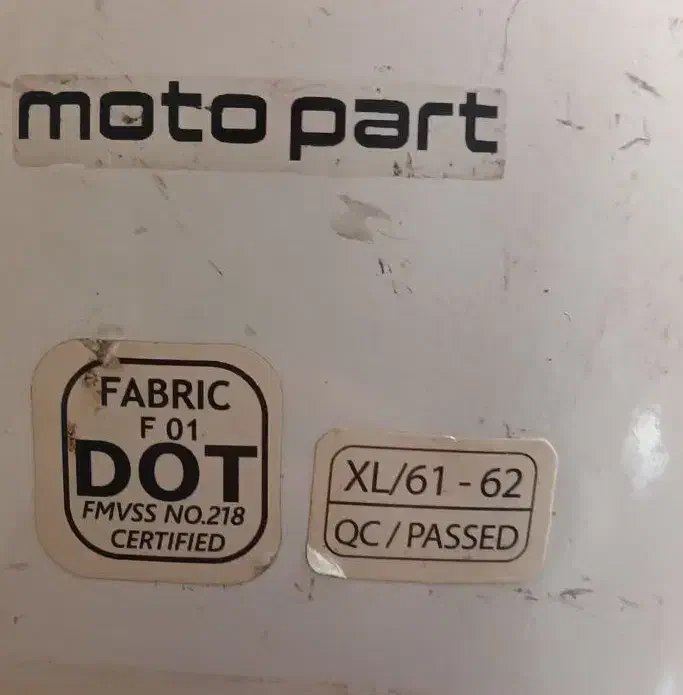 moto part
FABRIC
F 01
DOT
FMVSS NO.218
CERTIFIED
XL/61 - 62
QC / PASSED